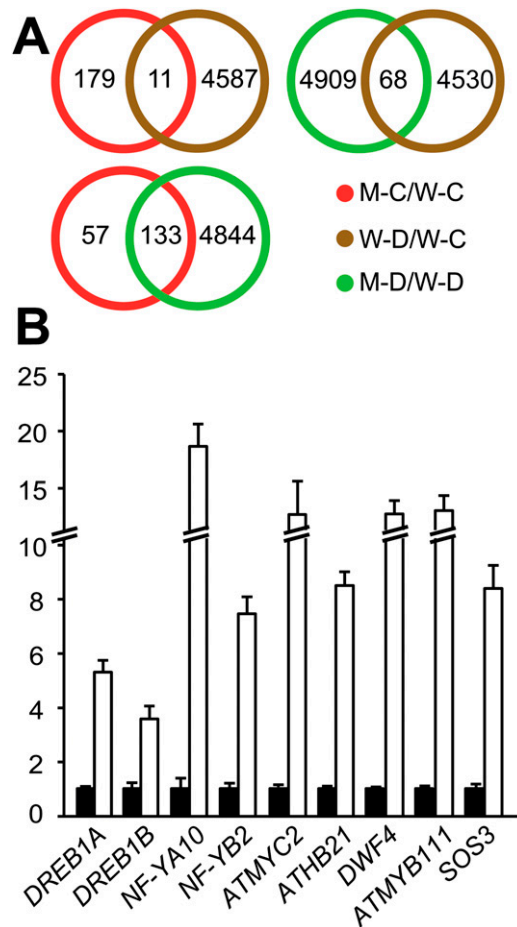 A
179 11 4587
4909 68 4530
57 133 4844
M-C/W-C
W-D/W-C
M-D/W-D
B
25
20
15
10
8
6
4
2
0
DREB1A
DREB1B
NF-YA10
NF-YB2
ATMYC2
ATHB21
DWF4
ATMYB111
SOS3